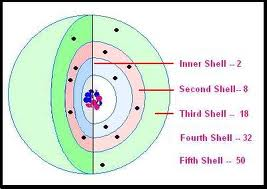 Inner Shell -- 2
Second Shell--8
Third Shell -- 18
Fourth Shell -- 32
Fifth Shell -- 50